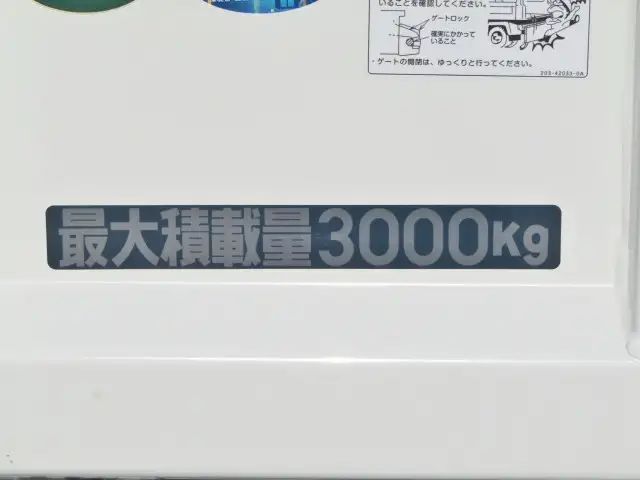 いることを確認してください。
ゲートロック
確実にかかって
いること
・ゲートの開閉は、ゆっくりと行ってください。
203-42033-0A
最大積載量3000Kg